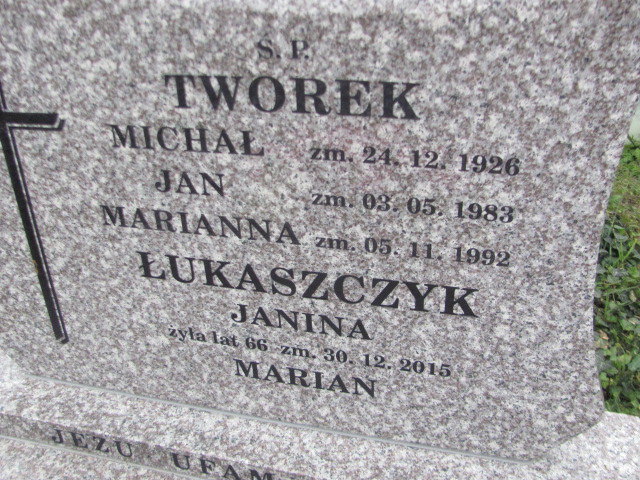 Ś. P.
TWOREK
MICHAŁ zm. 24. 12. 1926
JAN zm. 03. 05. 1983
MARIANNA zm. 05. 11. 1992
ŁUKASZCZYK
JANINA
żyła lat 66 zm. 30. 12. 2015
MARIAN
JEZU UFAM